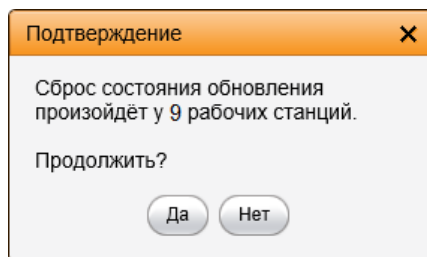 Подтверждение
Сброс состояния обновления
произойдёт у 9 рабочих станций.
Продолжить?
Да Нет